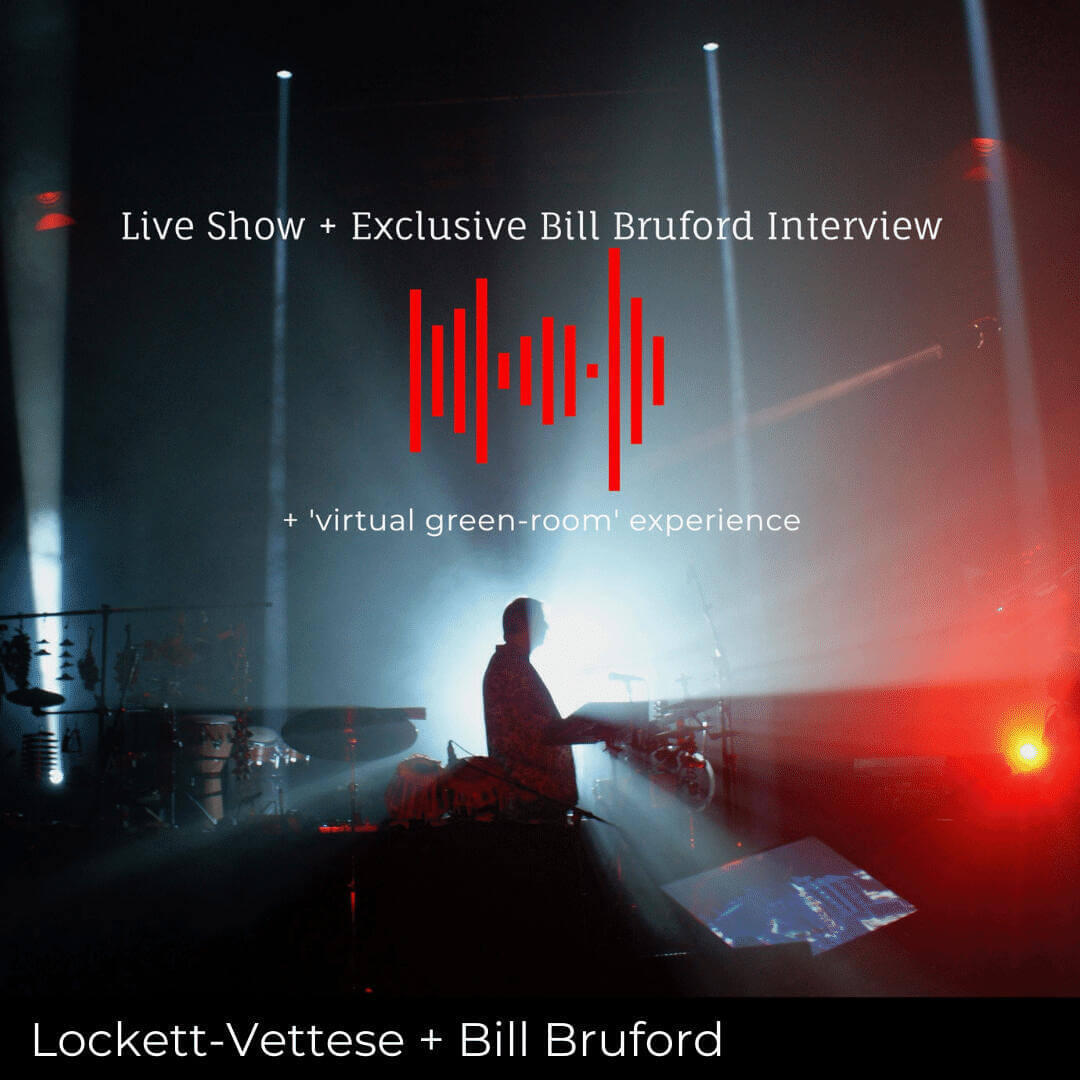 Live Show + Exclusive Bill Bruford Interview
+ 'virtual green-room' experience
Lockett-Vettese + Bill Bruford